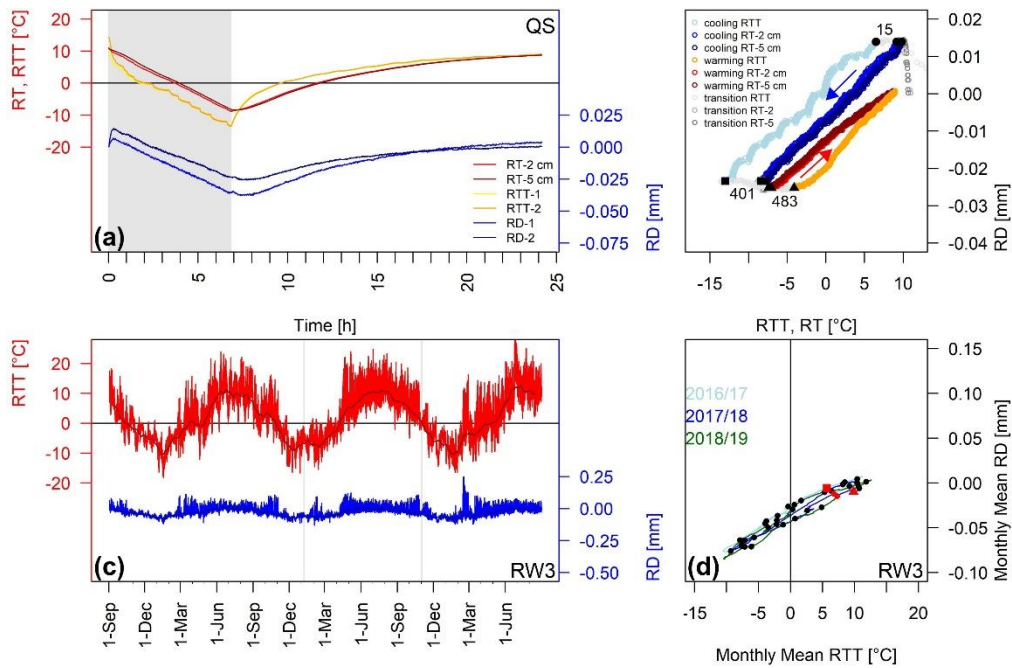 RT, RTT [°C]
20
10
0
-10
-20
QS
0.025
0.000
-0.025
-0.050
-0.075
RD [mm]
RT-2 cm
RT-5 cm
RTT-1
RTT-2
RD-1
RD-2
(a)
0
5
10
15
20
25
Time [h]
cooling RTT
cooling RT-2 cm
cooling RT-5 cm
warming RTT
warming RT-2 cm
warming RT-5 cm
transition RTT
transition RT-2
transition RT-5
15
401
483
0.02
0.01
0.00
-0.01
-0.02
-0.03
-0.04
RD [mm]
-15
-10
-5
0
5
10
RTT, RT [°C]
RTT [°C]
20
10
0
-10
-20
0.25
0.00
-0.25
-0.50
RD [mm]
(c)
RW3
1-Sep
1-Dec
1-Mar
1-Jun
1-Sep
1-Dec
1-Mar
1-Jun
1-Sep
1-Dec
1-Mar
1-Jun
2016/17
2017/18
2018/19
0.15
0.10
0.05
0.00
-0.05
-0.10
Monthly Mean RD [mm]
(d)
RW3
-15
-10
-5
0
5
10
15
20
Monthly Mean RTT [°C]